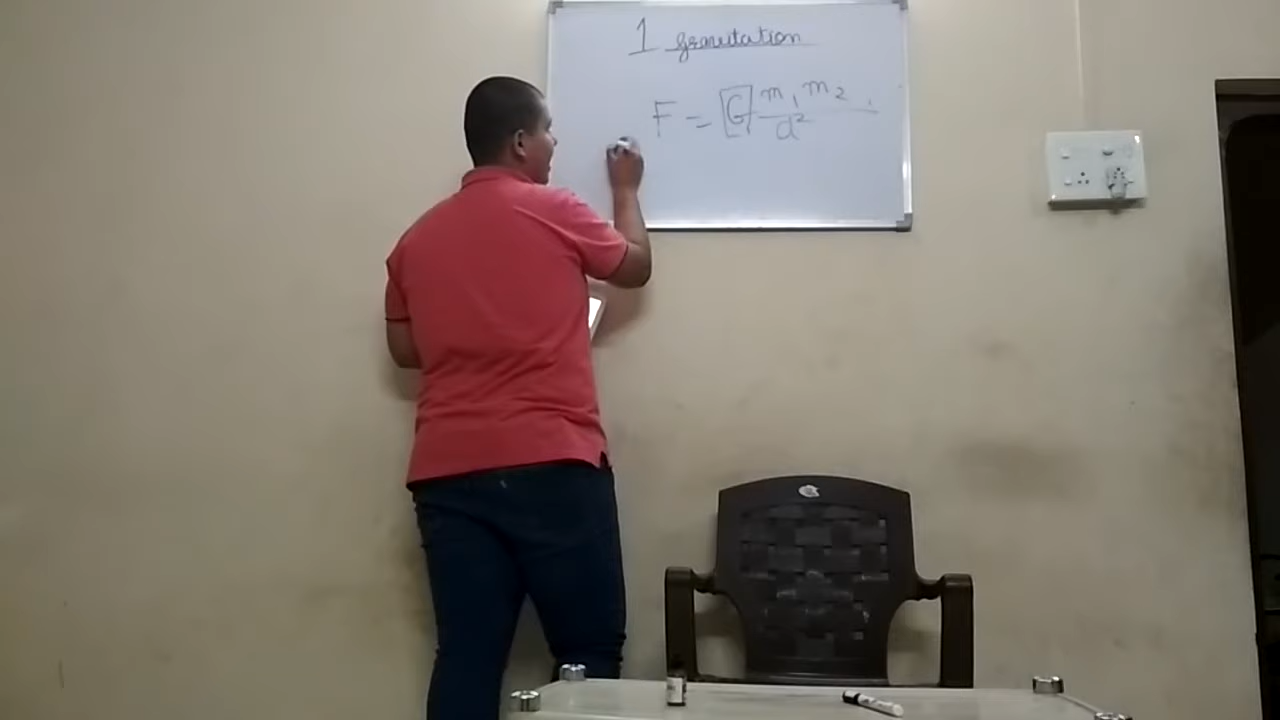 1 gravitation
F = G m1 m2 / d²